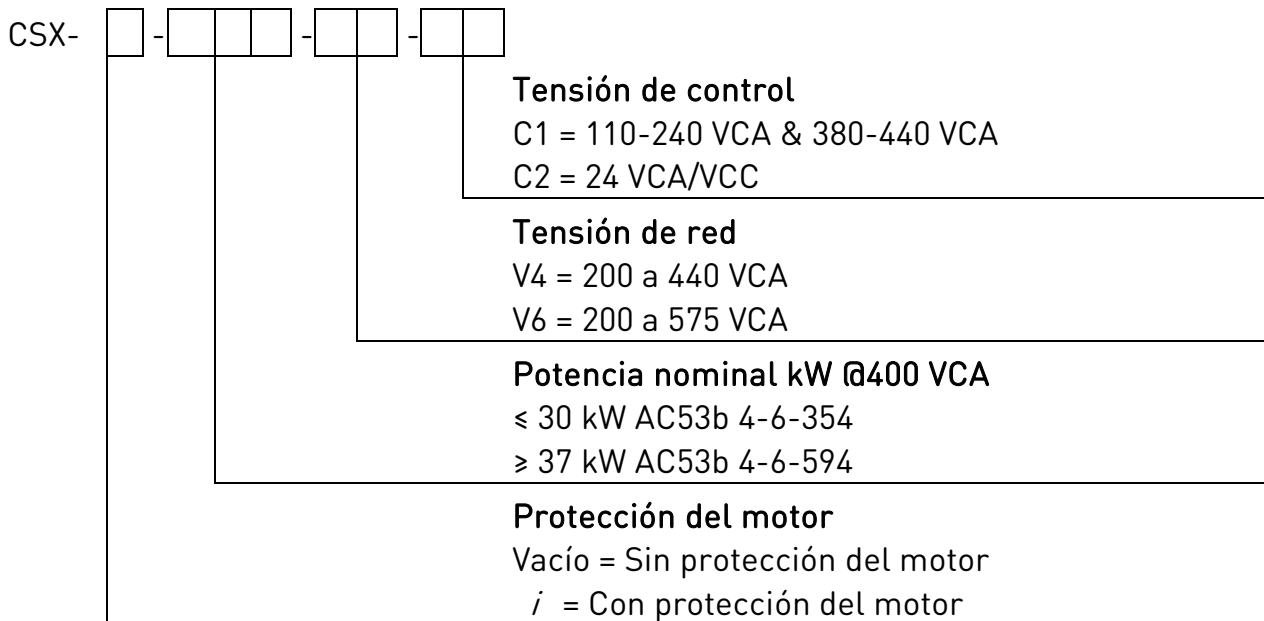 CSX- - - -
Tensión de control
C1 = 110-240 VCA & 380-440 VCA
C2 = 24 VCA/VCC
Tensión de red
V4 = 200 a 440 VCA
V6 = 200 a 575 VCA
Potencia nominal kW @400 VCA
≤ 30 kW AC53b 4-6-354
≥ 37 kW AC53b 4-6-594
Protección del motor
Vacío = Sin protección del motor
i = Con protección del motor